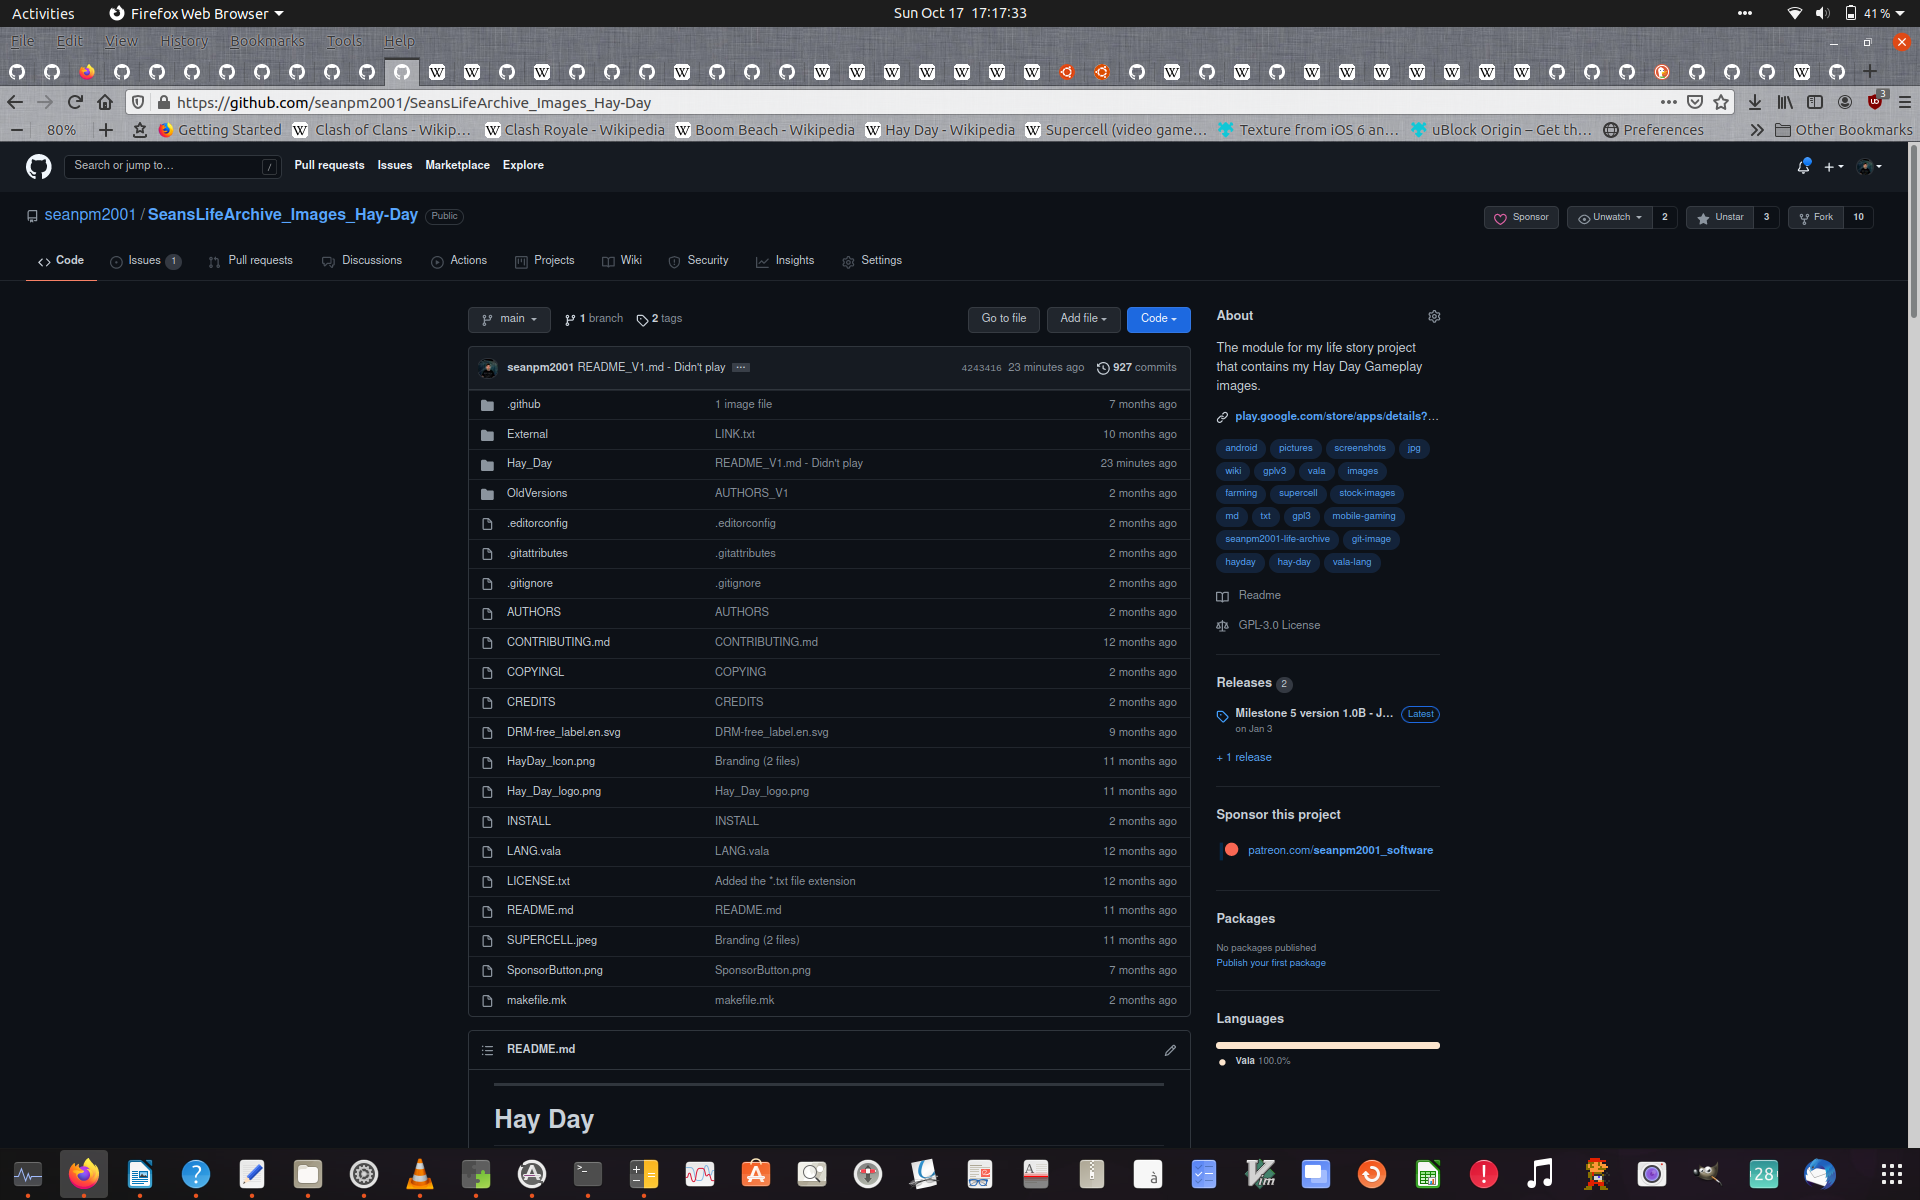 Activities Firefox Web Browser Sun Oct 17 17:17:33 41 %
File Edit View History Bookmarks Tools Help
https://github.com/seanpm2001/SeansLifeArchive_Images_Hay-Day 3
80% Getting Started Clash of Clans - Wikip… Clash Royale - Wikipedia Boom Beach - Wikipedia Hay Day - Wikipedia Supercell (video game… Texture from iOS 6 an… uBlock Origin – Get th… Preferences Other Bookmarks
Search or jump to… / Pull requests Issues Marketplace Explore
seanpm2001 / SeansLifeArchive_Images_Hay-Day Public Sponsor Unwatch 2 Unstar 3 Fork 10
Code Issues 1 Pull requests Discussions Actions Projects Wiki Security Insights Settings
main 1 branch 2 tags Go to file Add file Code
seanpm2001 README_V1.md - Didn't play 4243416 23 minutes ago 927 commits
.github 1 image file 7 months ago
External LINK.txt 10 months ago
Hay_Day README_V1.md - Didn't play 23 minutes ago
OldVersions AUTHORS_V1 2 months ago
.editorconfig .editorconfig 2 months ago
.gitattributes .gitattributes 2 months ago
.gitignore .gitignore 2 months ago
AUTHORS AUTHORS 2 months ago
CONTRIBUTING.md CONTRIBUTING.md 12 months ago
COPYINGL COPYING 2 months ago
CREDITS CREDITS 2 months ago
DRM-free_label.en.svg DRM-free_label.en.svg 9 months ago
HayDay_Icon.png Branding (2 files) 11 months ago
Hay_Day_logo.png Hay_Day_logo.png 11 months ago
INSTALL INSTALL 2 months ago
LANG.vala LANG.vala 12 months ago
LICENSE.txt Added the *.txt file extension 12 months ago
README.md README.md 11 months ago
SUPERCELL.jpeg Branding (2 files) 11 months ago
SponsorButton.png SponsorButton.png 7 months ago
makefile.mk makefile.mk 2 months ago
README.md
Hay Day
About
The module for my life story project
that contains my Hay Day Gameplay
images.
play.google.com/store/apps/details?…
android pictures screenshots jpg
wiki gplv3 vala images
farming supercell stock-images
md txt gpl3 mobile-gaming
seanpm2001-life-archive git-image
hayday hay-day vala-lang
Readme
GPL-3.0 License
Releases 2
Milestone 5 version 1.0B - J… Latest
on Jan 3
+ 1 release
Sponsor this project
patreon.com/seanpm2001_software
Packages
No packages published
Publish your first package
Languages
Vala 100.0%
28